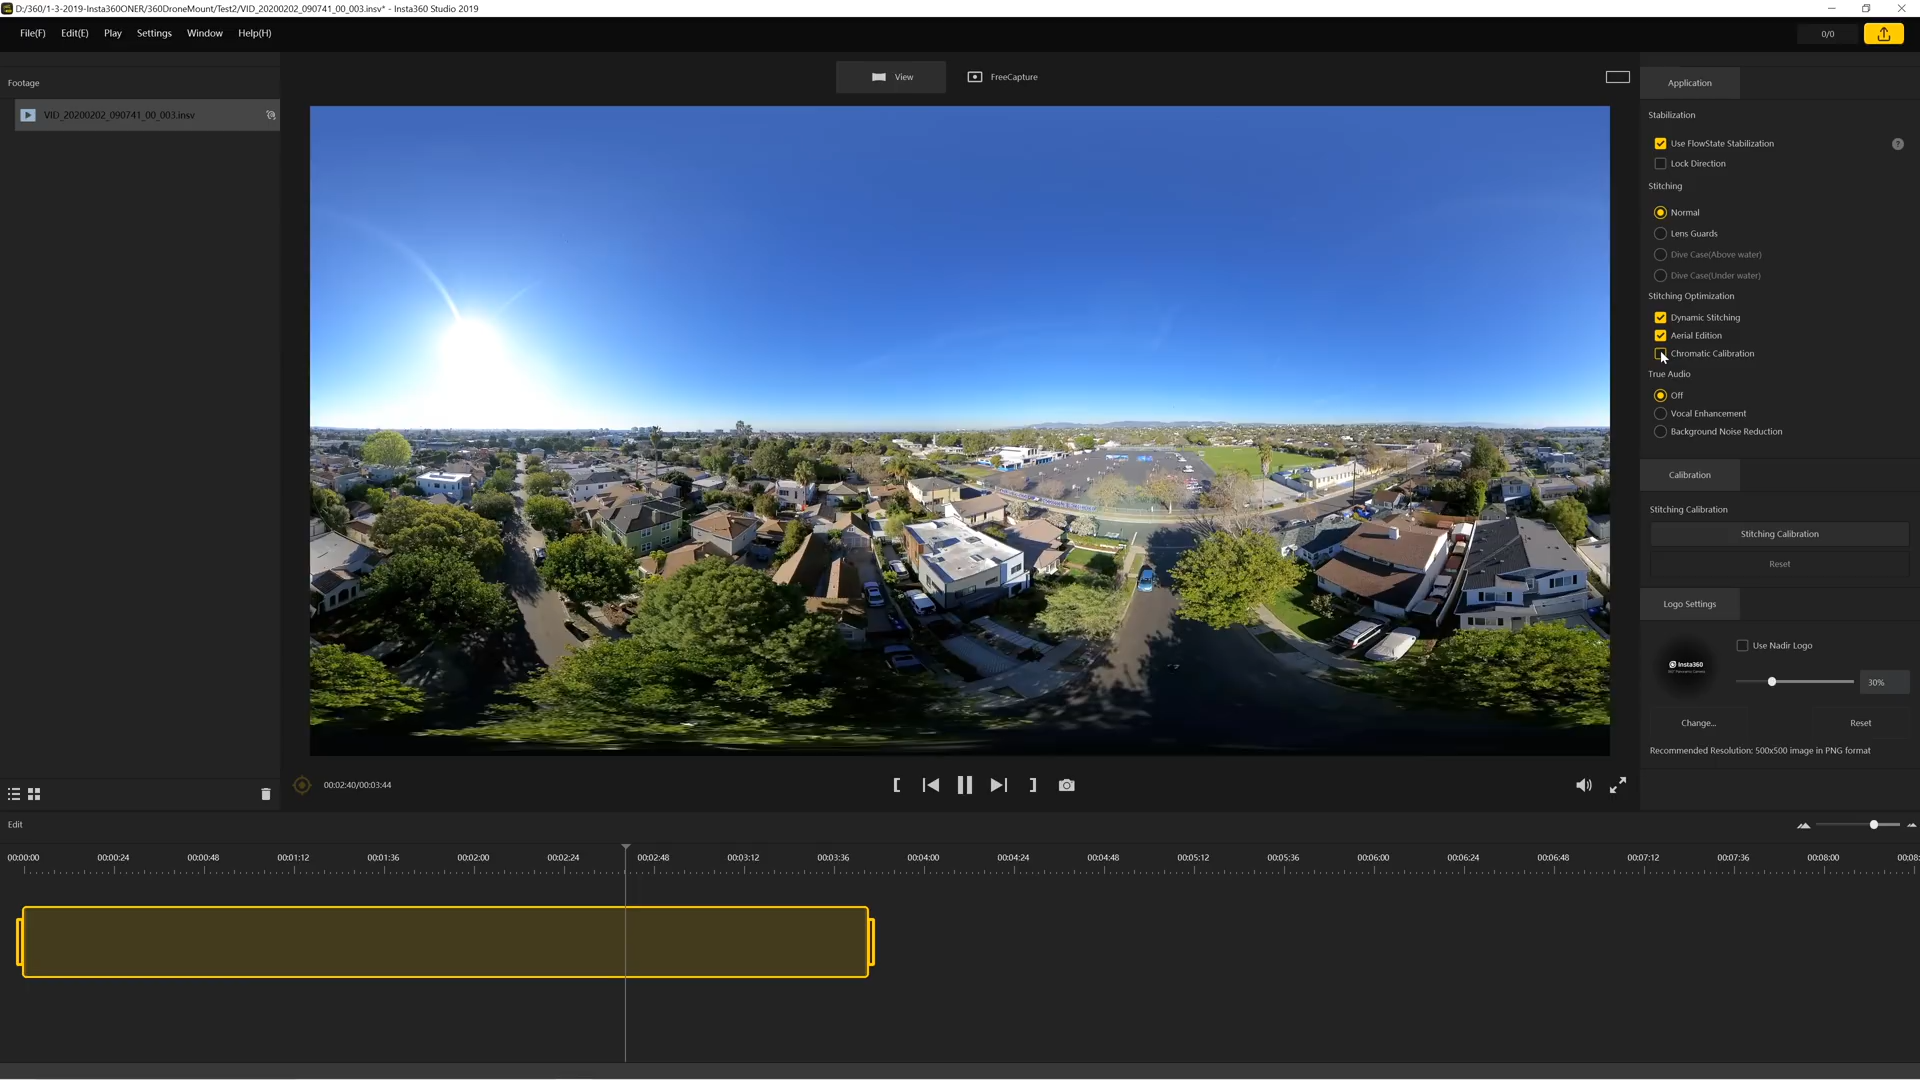 D:/360/1-3-2019-Insta360ONER/360DroneMount/Test2/VID_20200202_090741_00_003.insv* - Insta360 Studio 2019
File(F) Edit(E) Play Settings Window Help(H) 0/0
Footage
View FreeCapture
Application
VID_20200202_090741_00_003.insv
Stabilization
Use FlowState Stabilization ?
Lock Direction
Stitching
Normal
Lens Guards
Dive Case(Above water)
Dive Case(Under water)
Stitching Optimization
Dynamic Stitching
Aerial Edition
Chromatic Calibration
True Audio
Off
Vocal Enhancement
Background Noise Reduction
Calibration
Stitching Calibration
Stitching Calibration
Reset
Logo Settings
Insta360
Use Nadir Logo
30%
Change... Reset
Recommended Resolution: 500x500 image in PNG format
00:02:40/00:03:44
Edit
00:00:00 00:00:24 00:00:48 00:01:12 00:01:36 00:02:00 00:02:24 00:02:48 00:03:12 00:03:36 00:04:00 00:04:24 00:04:48 00:05:12 00:05:36 00:06:00 00:06:24 00:06:48 00:07:12 00:07:36 00:08:00 00:08: